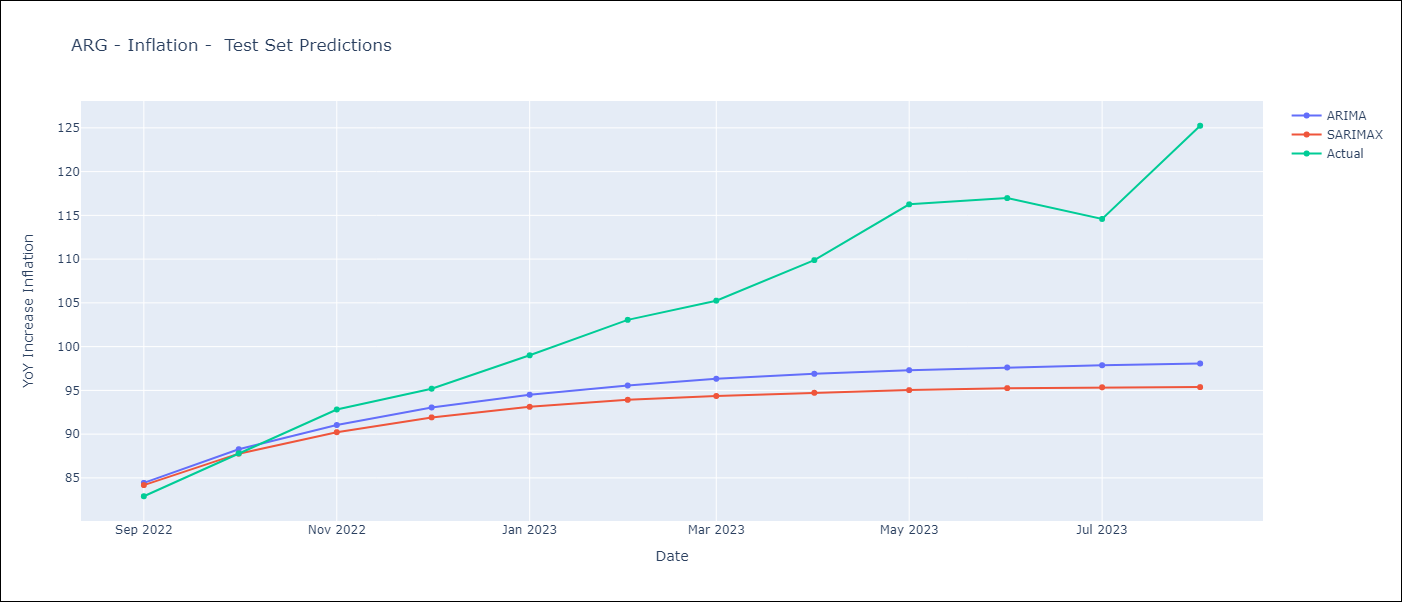 ARG - Inflation -  Test Set Predictions
ARIMA
SARIMAX
Actual
YoY Increase Inflation
125
120
115
110
105
100
95
90
85
Sep 2022 Nov 2022 Jan 2023 Mar 2023 May 2023 Jul 2023
Date